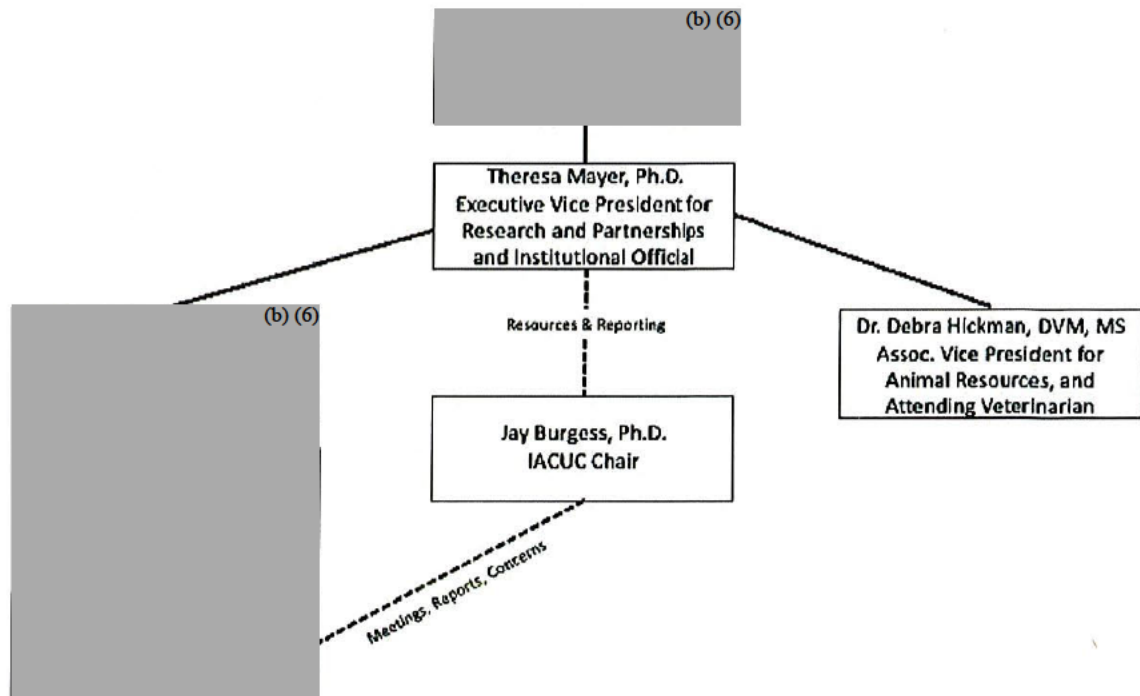 (b) (6)
Theresa Mayer, Ph.D.
Executive Vice President for
Research and Partnerships
and Institutional Official
(b) (6)
Resources & Reporting
Dr. Debra Hickman, DVM, MS
Assoc. Vice President for
Animal Resources, and
Attending Veterinarian
Jay Burgess, Ph.D.
IACUC Chair
Meetings, Reports, Concerns